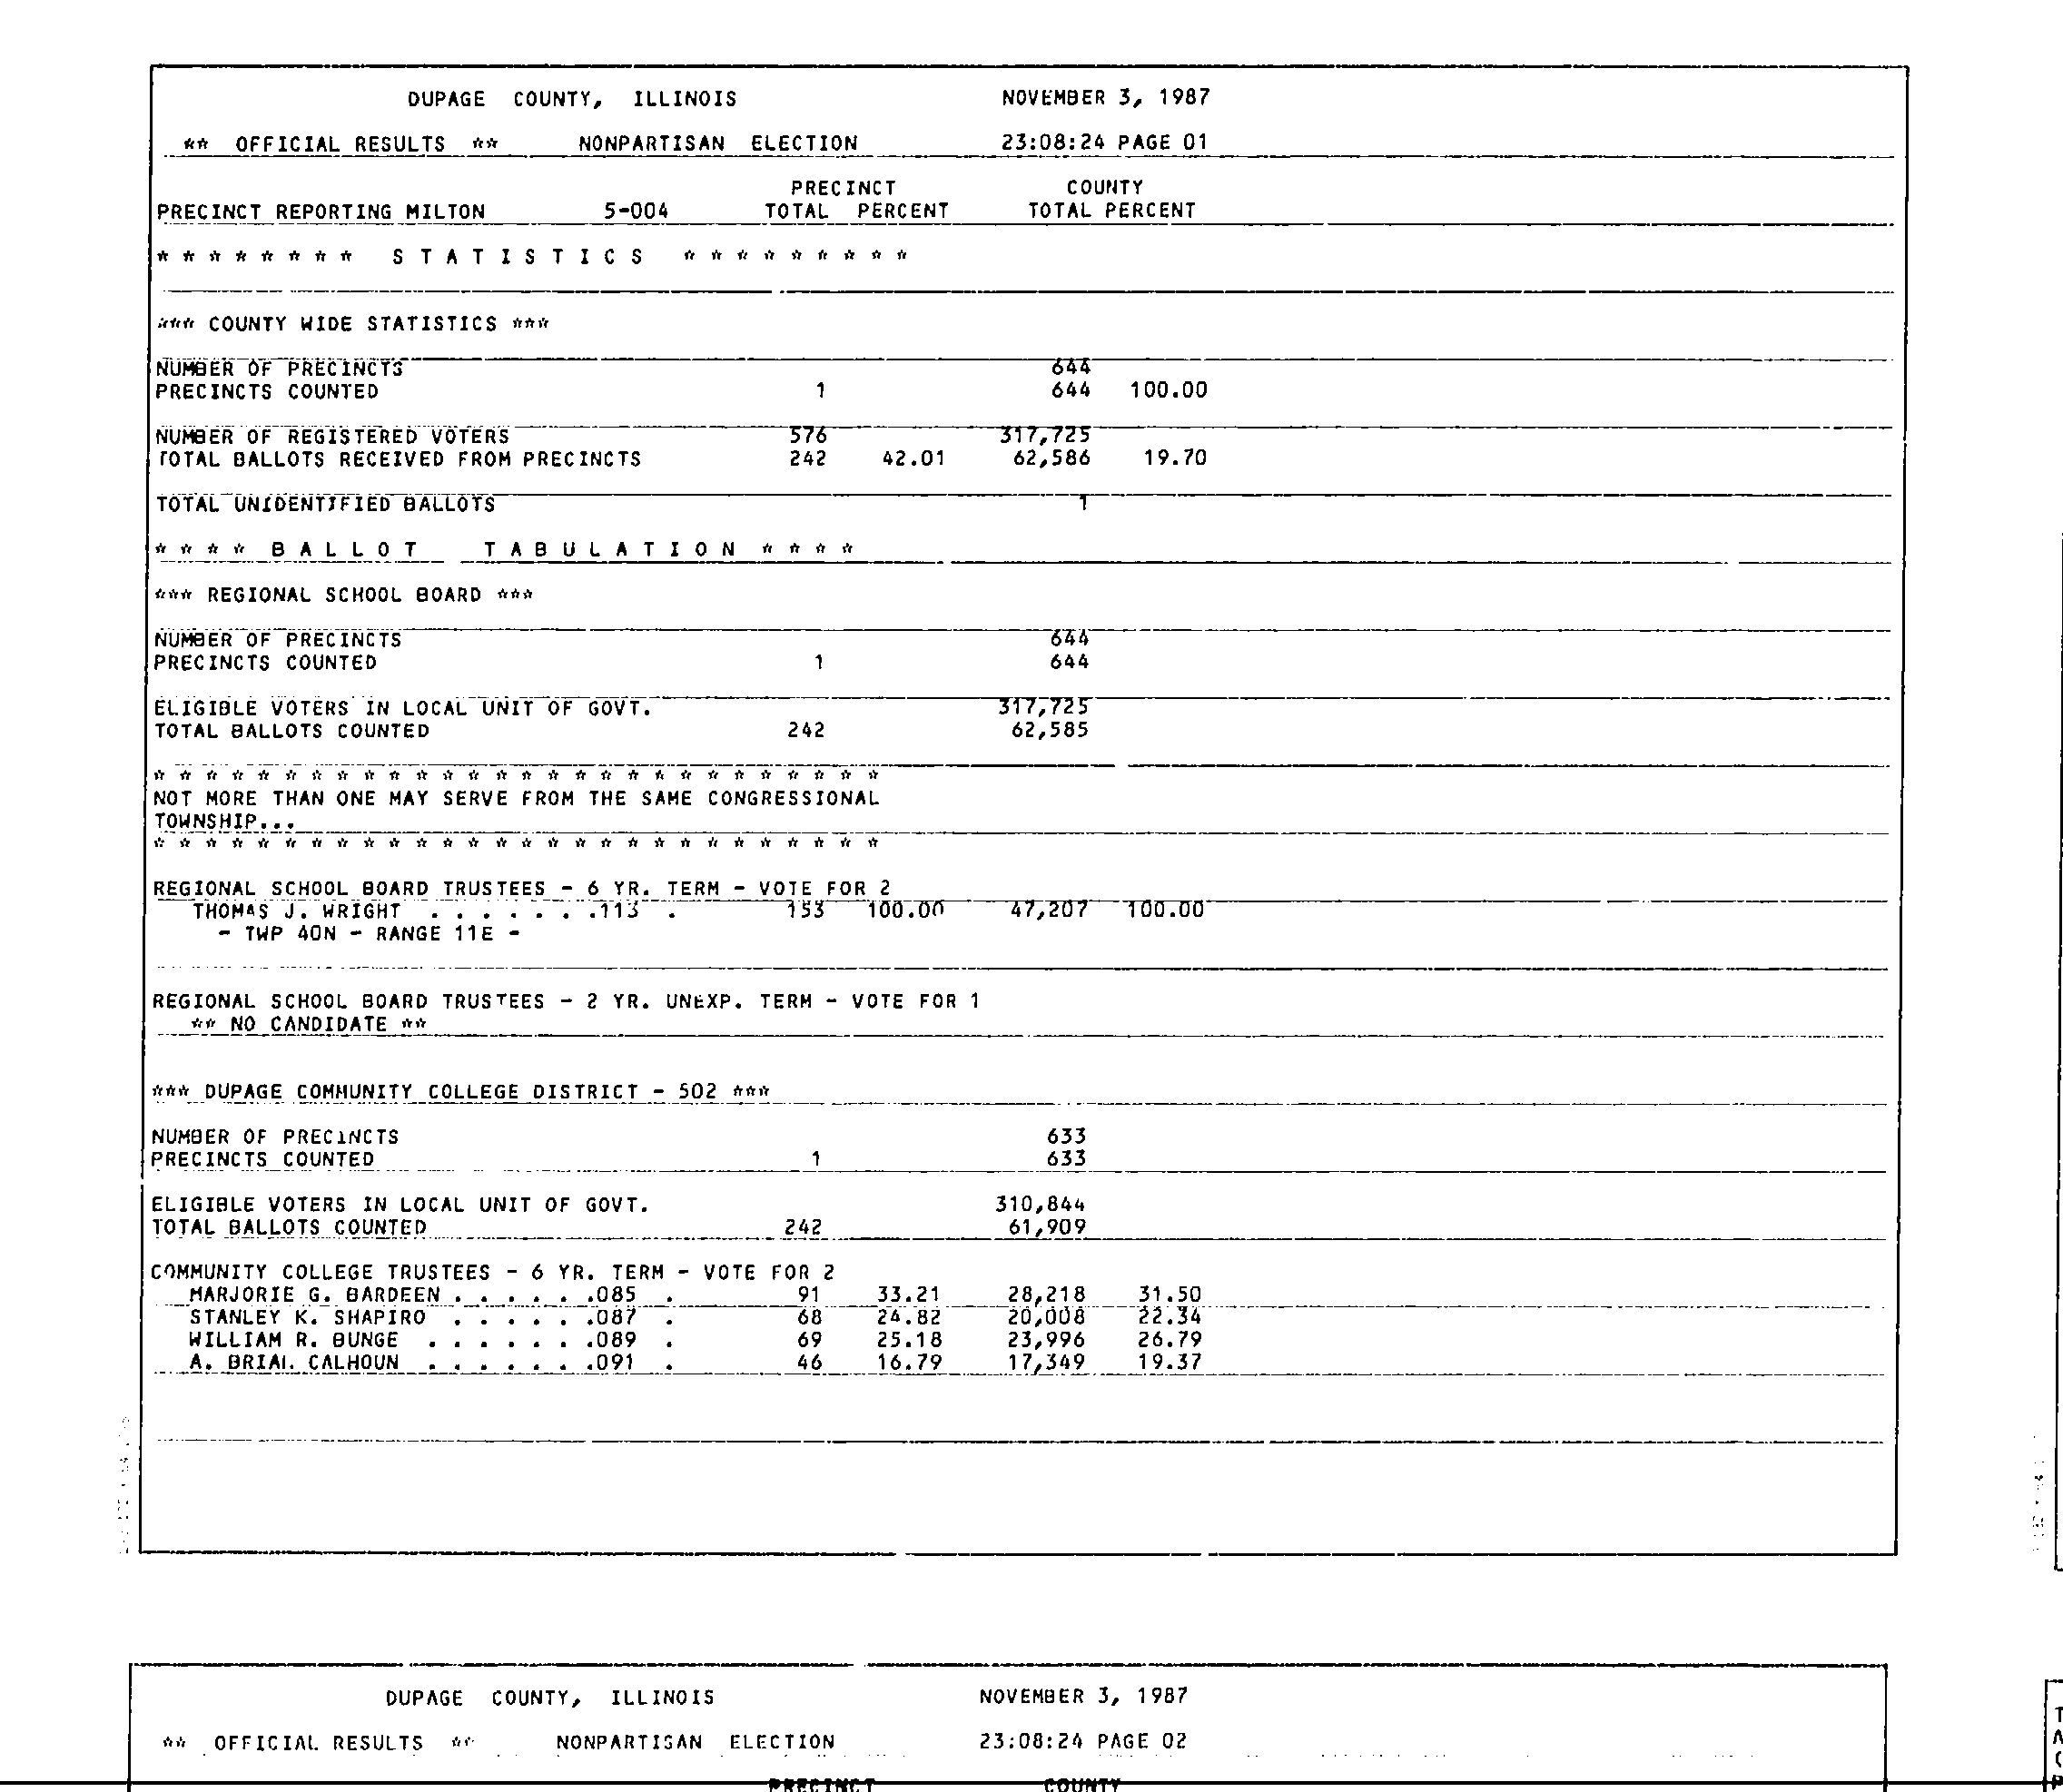 DUPAGE COUNTY, ILLINOIS NOVEMBER 3, 1987
** OFFICIAL RESULTS ** NONPARTISAN ELECTION 23:08:24 PAGE 01
PRECINCT COUNTY
PRECINCT REPORTING MILTON 5-004 TOTAL PERCENT TOTAL PERCENT
* * * * * * * * S T A T I S T I C S * * * * * * * * *
*** COUNTY WIDE STATISTICS ***
NUMBER OF PRECINCTS 644
PRECINCTS COUNTED 1 644 100.00
NUMBER OF REGISTERED VOTERS 576 317,725
TOTAL BALLOTS RECEIVED FROM PRECINCTS 242 42.01 62,586 19.70
TOTAL UNIDENTIFIED BALLOTS 1
* * * * B A L L O T T A B U L A T I O N * * * *
*** REGIONAL SCHOOL BOARD ***
NUMBER OF PRECINCTS 644
PRECINCTS COUNTED 1 644
ELIGIBLE VOTERS IN LOCAL UNIT OF GOVT. 317,725
TOTAL BALLOTS COUNTED 242 62,585
* * * * * * * * * * * * * * * * * * * * * * * * * * * *
NOT MORE THAN ONE MAY SERVE FROM THE SAME CONGRESSIONAL
TOWNSHIP...
* * * * * * * * * * * * * * * * * * * * * * * * * * * *
REGIONAL SCHOOL BOARD TRUSTEES - 6 YR. TERM - VOTE FOR 2
THOMAS J. WRIGHT . . . . . . .113 . 153 100.00 47,207 100.00
- TWP 40N - RANGE 11E -
REGIONAL SCHOOL BOARD TRUSTEES - 2 YR. UNEXP. TERM - VOTE FOR 1
** NO CANDIDATE **
*** DUPAGE COMMUNITY COLLEGE DISTRICT - 502 ***
NUMBER OF PRECINCTS 633
PRECINCTS COUNTED 1 633
ELIGIBLE VOTERS IN LOCAL UNIT OF GOVT. 310,844
TOTAL BALLOTS COUNTED 242 61,909
COMMUNITY COLLEGE TRUSTEES - 6 YR. TERM - VOTE FOR 2
MARJORIE G. BARDEEN . . . . . .085 . 91 33.21 28,218 31.50
STANLEY K. SHAPIRO . . . . . .087 . 68 24.82 20,008 22.34
WILLIAM R. BUNGE . . . . . . .089 . 69 25.18 23,996 26.79
A. BRIAN CALHOUN . . . . . . .091 . 46 16.79 17,349 19.37
DUPAGE COUNTY, ILLINOIS NOVEMBER 3, 1987
** OFFICIAL RESULTS ** NONPARTISAN ELECTION 23:08:24 PAGE 02
PRECINCT COUNTY